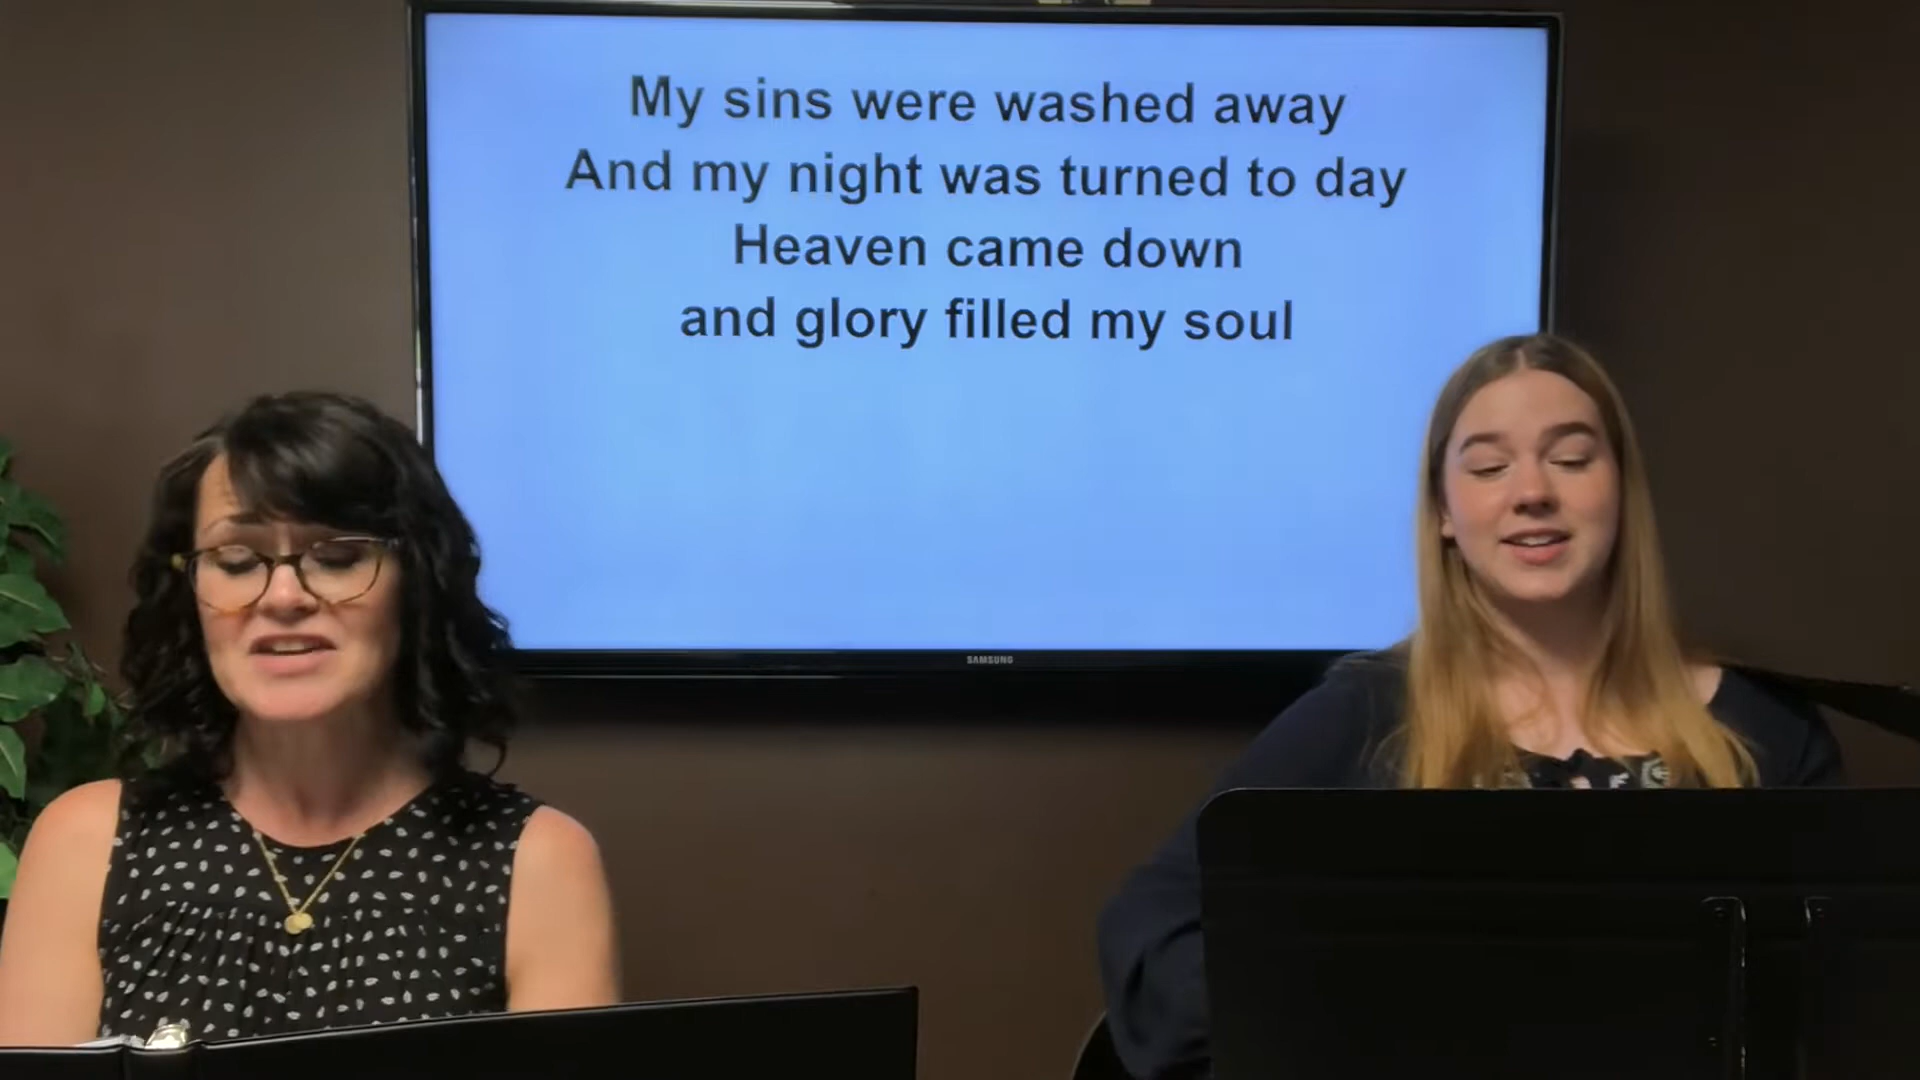 My sins were washed away
And my night was turned to day
Heaven came down
and glory filled my soul
SAMSUNG